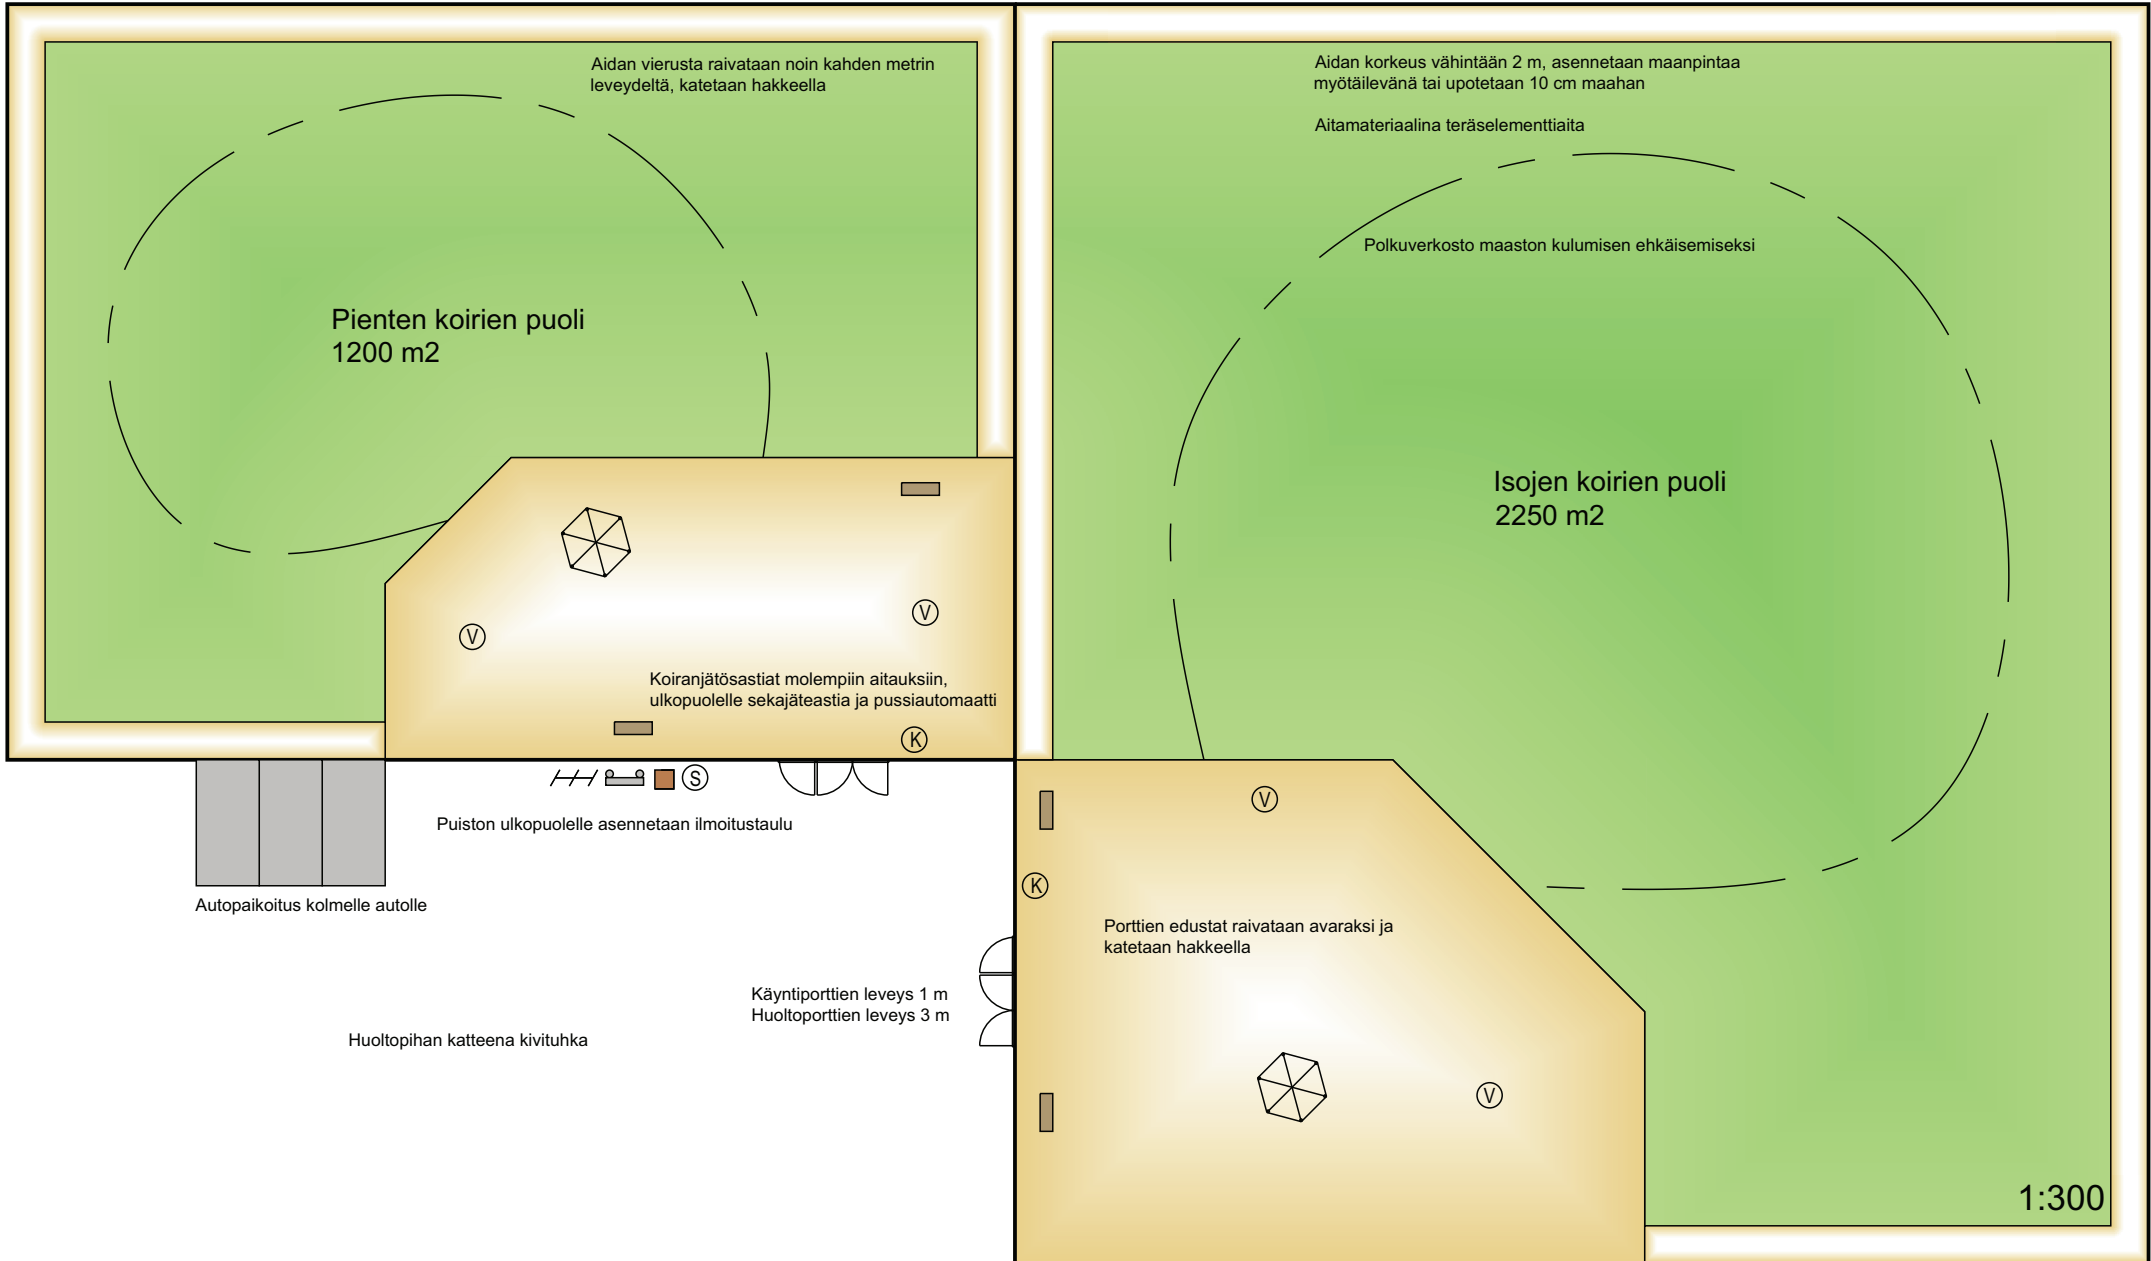 Aidan vierusta raivataan noin kahden metrin
leveydeltä, katetaan hakkeella
Pienten koirien puoli
1200 m2
V
V
Koiranjätösastiat molempiin aitauksiin,
ulkopuolelle sekajäteastia ja pussiautomaatti
K
S
Puiston ulkopuolelle asennetaan ilmoitustaulu
Autopaikoitus kolmelle autolle
Käyntiporttien leveys 1 m
Huoltoporttien leveys 3 m
Huoltopihan katteena kivituhka
Aidan korkeus vähintään 2 m, asennetaan maanpintaa
myötäilevänä tai upotetaan 10 cm maahan
Aitamateriaalina teräselementtiaita
Polkuverkosto maaston kulumisen ehkäisemiseksi
Isojen koirien puoli
2250 m2
V
K
Porttien edustat raivataan avaraksi ja
katetaan hakkeella
V
1:300